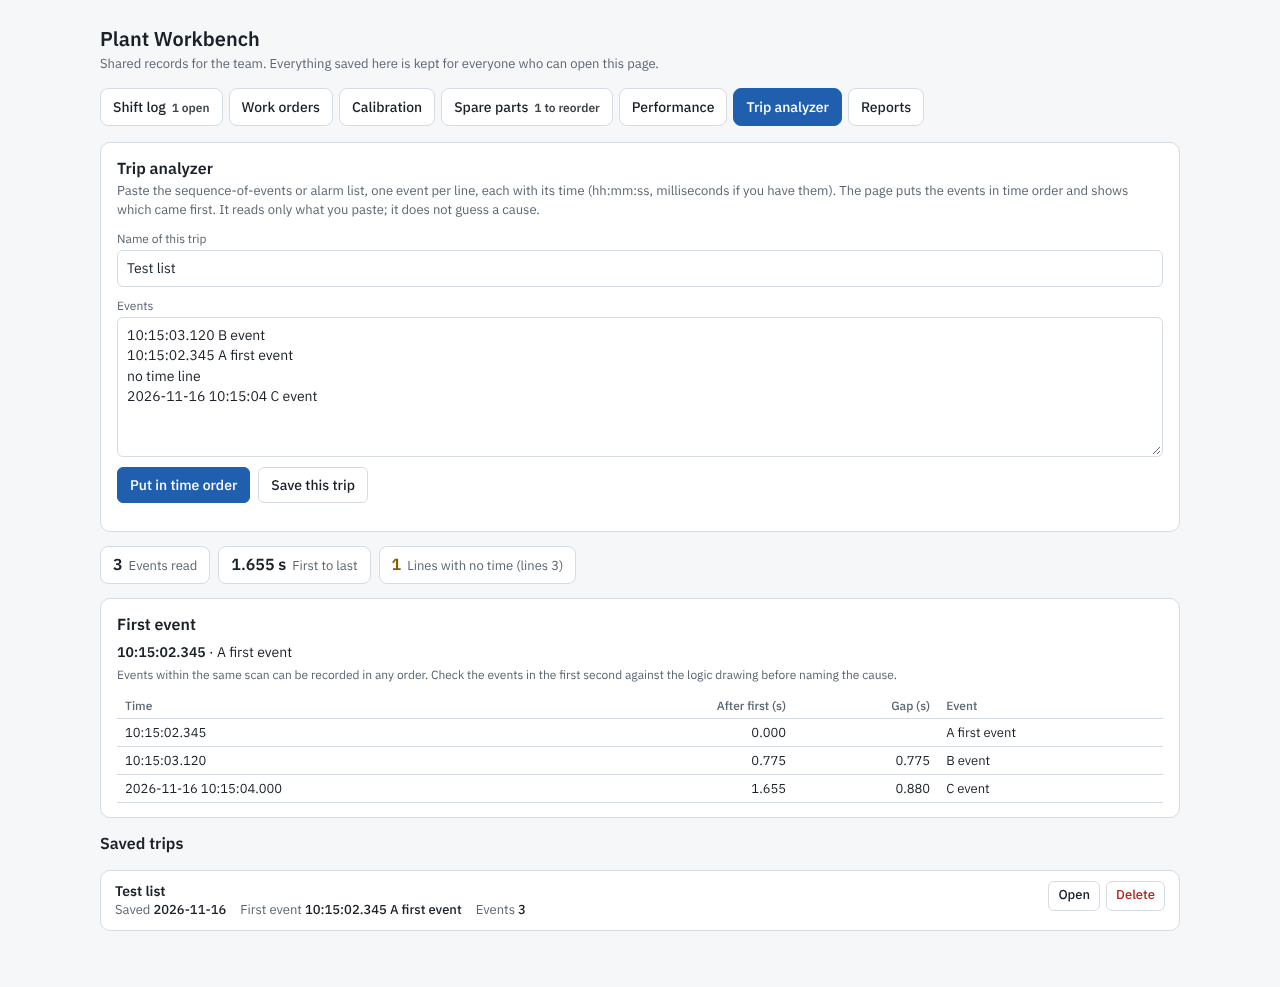 Plant Workbench
Shared records for the team. Everything saved here is kept for everyone who can open this page.
Shift log 1 open Work orders Calibration Spare parts 1 to reorder Performance Trip analyzer Reports
Trip analyzer
Paste the sequence-of-events or alarm list, one event per line, each with its time (hh:mm:ss, milliseconds if you have them). The page puts the events in time order and shows
which came first. It reads only what you paste; it does not guess a cause.
Name of this trip
Test list
Events
10:15:03.120 B event
10:15:02.345 A first event
no time line
2026-11-16 10:15:04 C event
Put in time order Save this trip
3 Events read 1.655 s First to last 1 Lines with no time (lines 3)
First event
10:15:02.345 · A first event
Events within the same scan can be recorded in any order. Check the events in the first second against the logic drawing before naming the cause.
Time After first (s) Gap (s) Event
10:15:02.345 0.000 A first event
10:15:03.120 0.775 0.775 B event
2026-11-16 10:15:04.000 1.655 0.880 C event
Saved trips
Test list
Saved 2026-11-16 First event 10:15:02.345 A first event Events 3
Open Delete